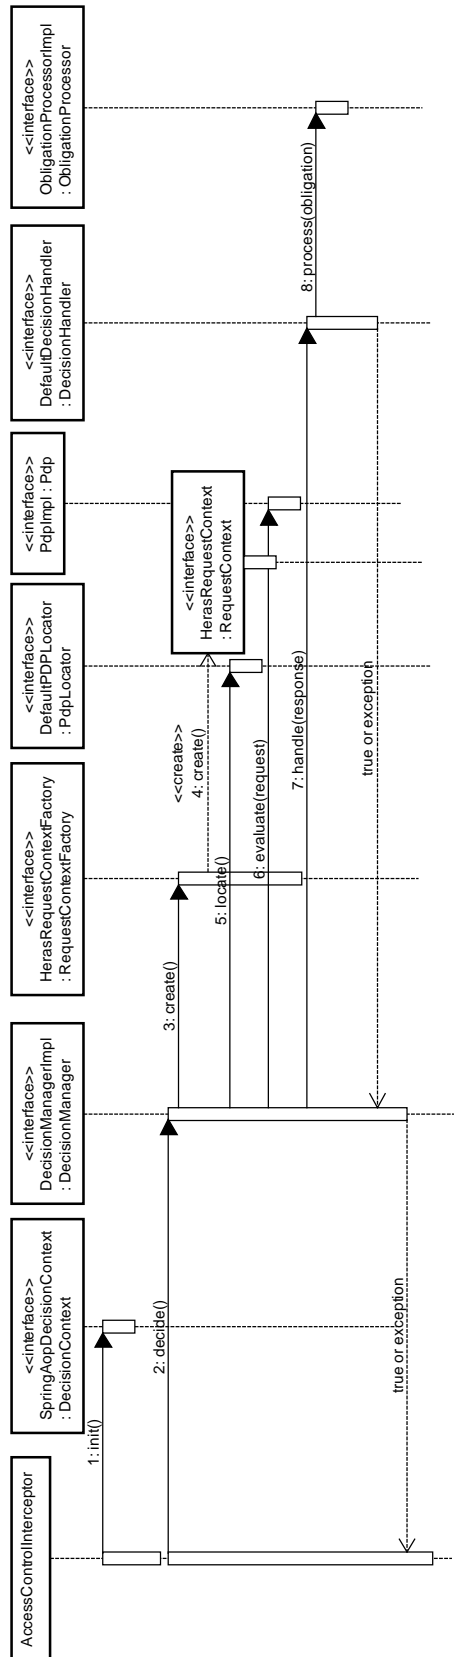 AccessControlInterceptor
<<interface>>
SpringAopDecisionContext
: DecisionContext
<<interface>>
DecisionManagerImpl
: DecisionManager
<<interface>>
HerasRequestContextFactory
: RequestContextFactory
<<interface>>
DefaultPDPLocator
: PdpLocator
<<interface>>
PdpImpl : Pdp
<<interface>>
DefaultDecisionHandler
: DecisionHandler
<<interface>>
ObligationProcessorImpl
: ObligationProcessor
1: init()
2: decide()
3: create()
<<create>>
4: create()
<<interface>>
HerasRequestContext
: RequestContext
5: locate()
6: evaluate(request)
7: handle(response)
8: process(obligation)
true or exception
true or exception